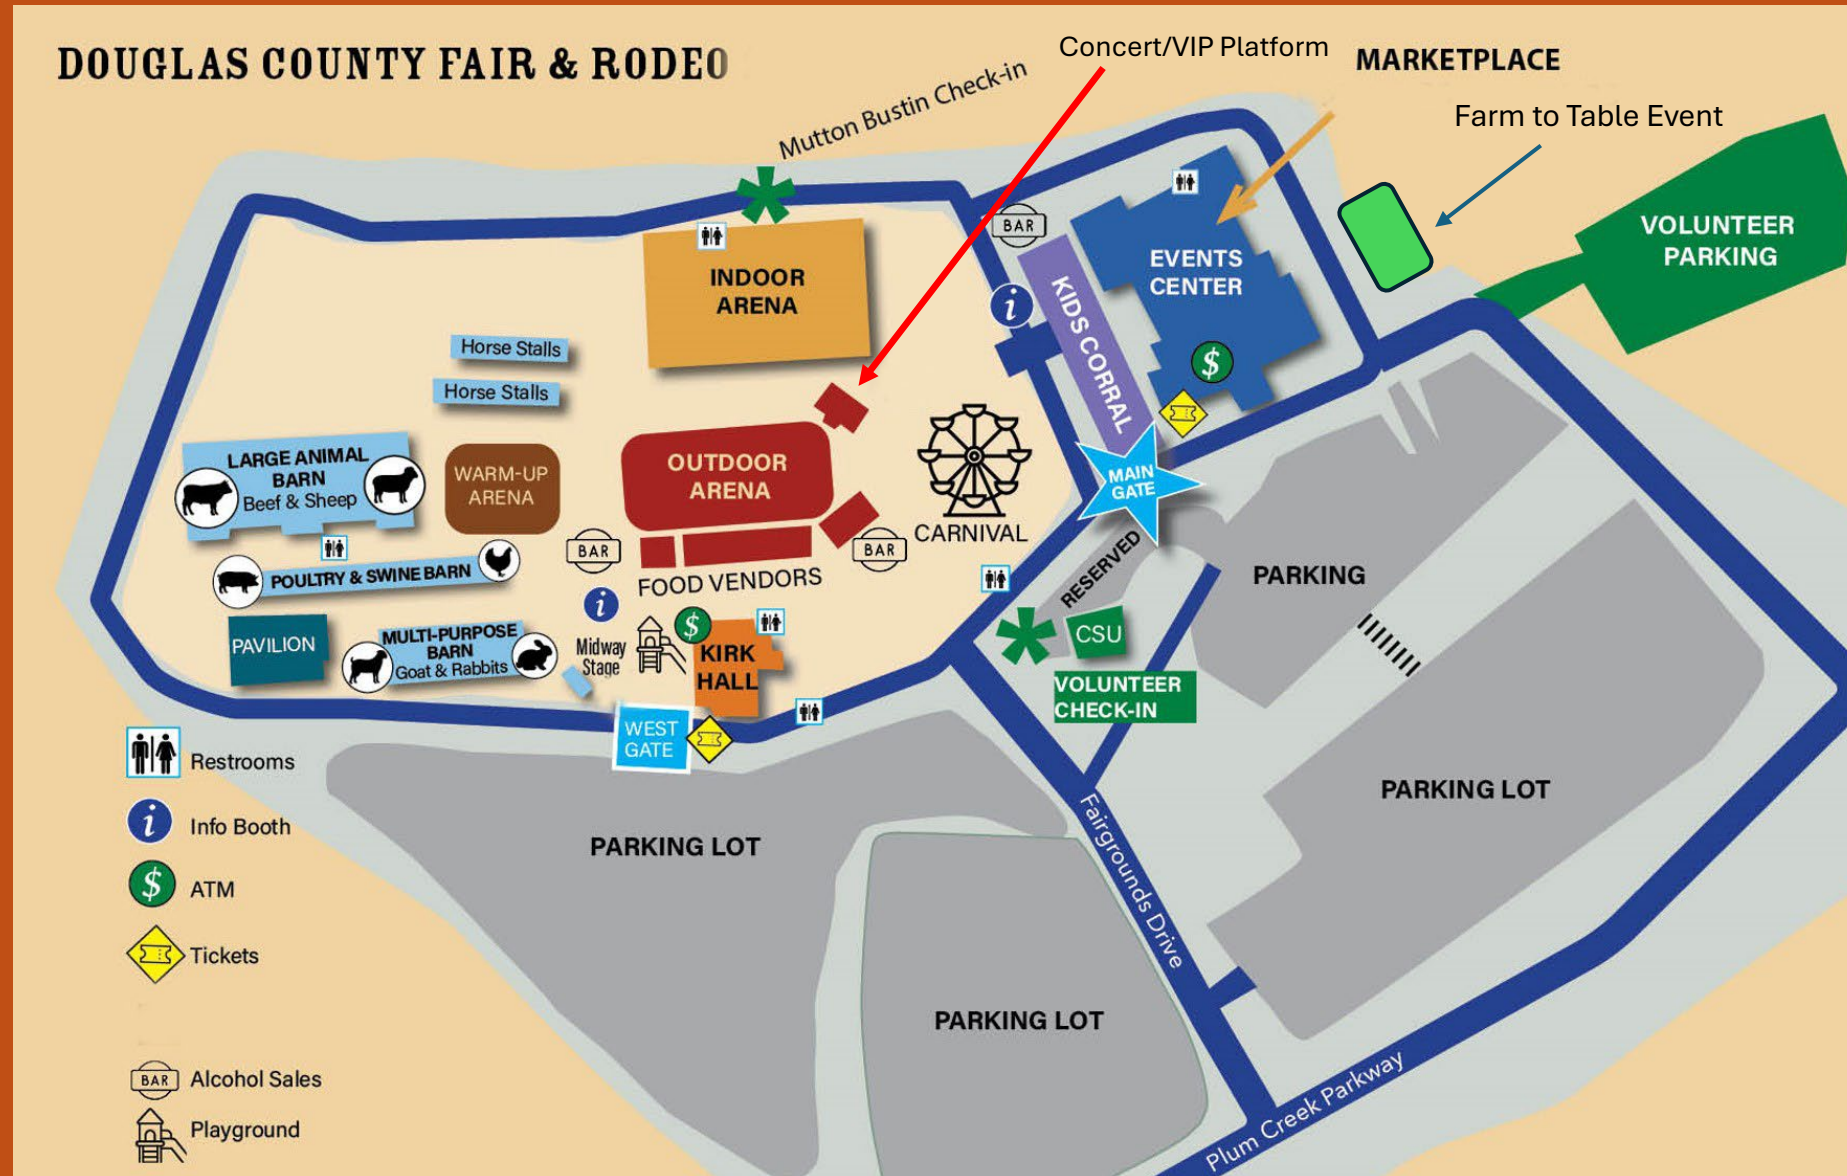 DOUGLAS COUNTY FAIR & RODEO
Concert/VIP Platform
MARKETPLACE
Mutton Bustin Check-in
Farm to Table Event
VOLUNTEER
PARKING
BAR
INDOOR
ARENA
EVENTS
CENTER
i
KIDS CORRAL
Horse Stalls
Horse Stalls
$
LARGE ANIMAL
BARN
Beef & Sheep
WARM-UP
ARENA
OUTDOOR
ARENA
MAIN
GATE
CARNIVAL
BAR
BAR
POULTRY & SWINE BARN
FOOD VENDORS
RESERVED
PARKING
i
$
PAVILION
MULTI-PURPOSE
BARN
Goat & Rabbits
Midway
Stage
KIRK
HALL
CSU
VOLUNTEER
CHECK-IN
WEST
GATE
Restrooms
i
Info Booth
$
ATM
Tickets
BAR
Alcohol Sales
Playground
PARKING LOT
PARKING LOT
PARKING LOT
Fairgrounds Drive
Plum Creek Parkway